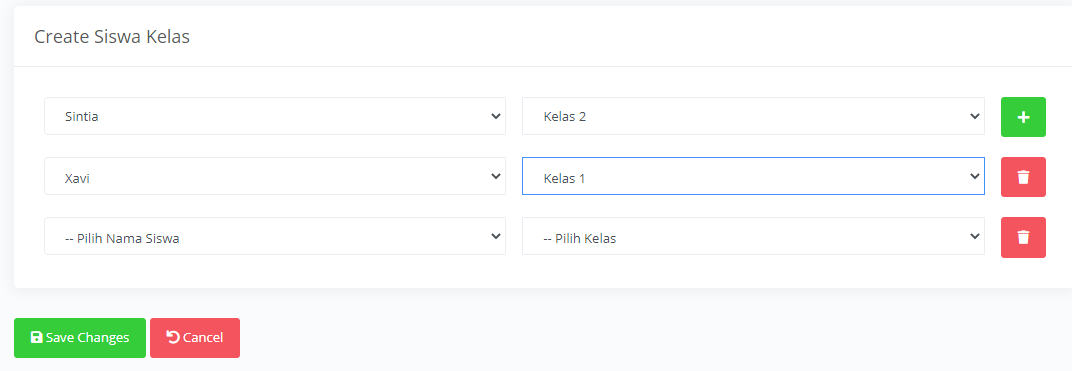 Create Siswa Kelas
Sintia Kelas 2
Xavi Kelas 1
-- Pilih Nama Siswa -- Pilih Kelas
Save Changes Cancel